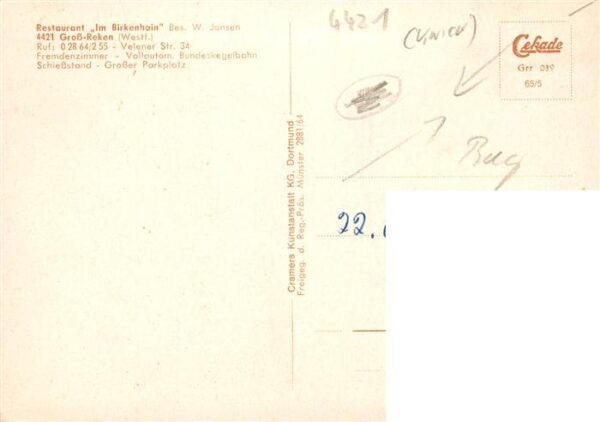 Restaurant „Im Birkenhain" Bes. W. Jansen
4421 Groß-Reken (Westf.)
Ruf: 0 28 64/2 55 - Velener Str. 34
Fremdenzimmer - Vollautom. Bundeskegelbahn
Schießstand - Großer Parkplatz
4421
Cekade
Grr 089
65/5
Cramers Kunstanstalt KG. Dortmund
Freigeg. d. Reg.-Präs. Münster 2881/64
22.